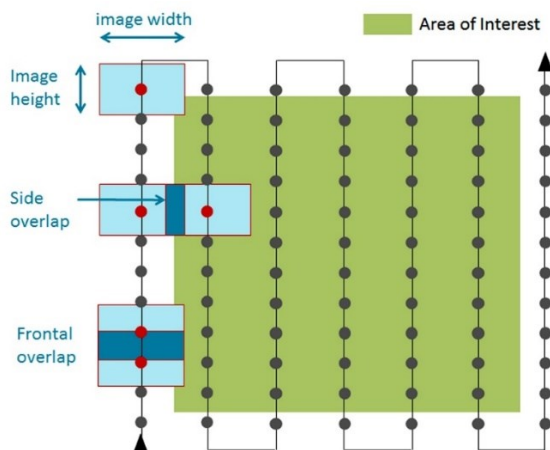 image width
Area of Interest
Image
height
Side
overlap
Frontal
overlap